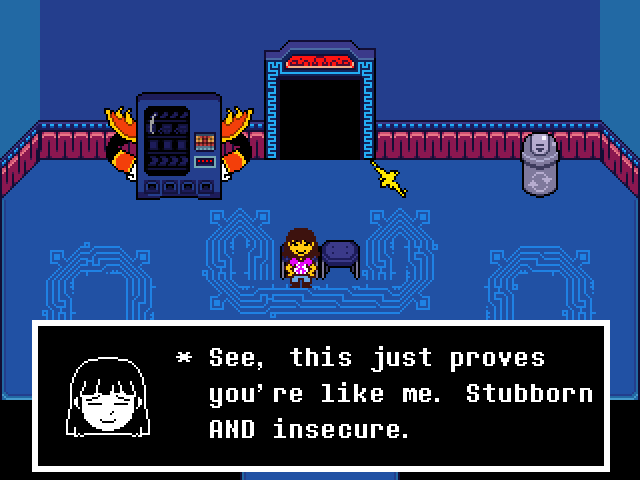 * See, this just proves
you're like me. Stubborn
AND insecure.